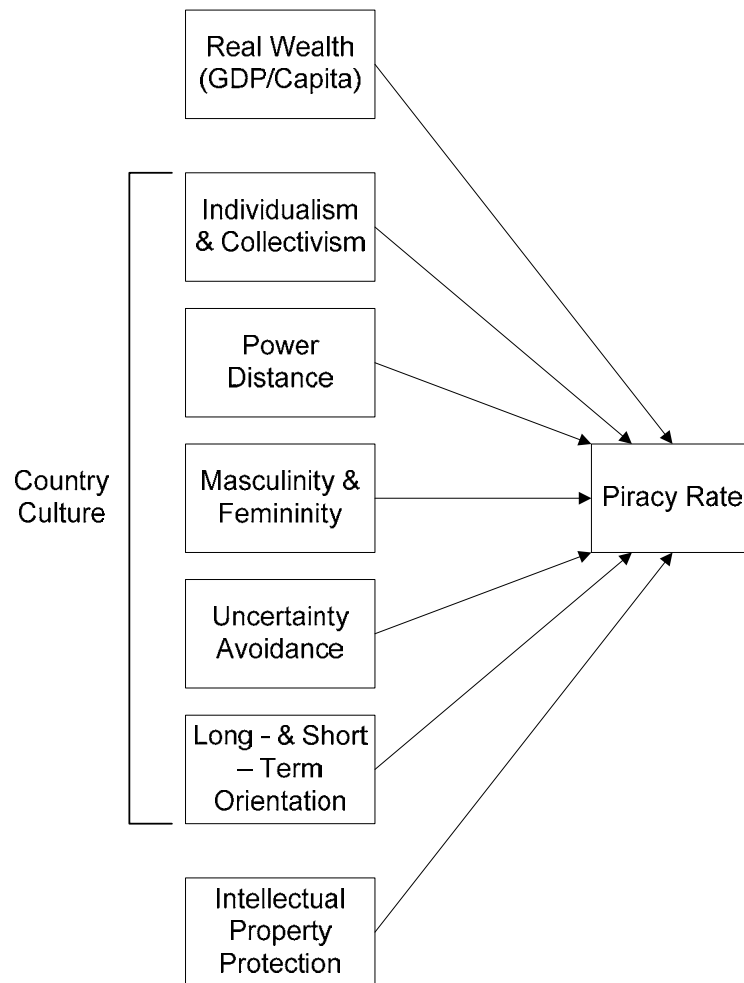 Real Wealth
(GDP/Capita)
Individualism
& Collectivism
Power
Distance
Country
Culture
Masculinity &
Femininity
Piracy Rate
Uncertainty
Avoidance
Long - & Short
– Term
Orientation
Intellectual
Property
Protection